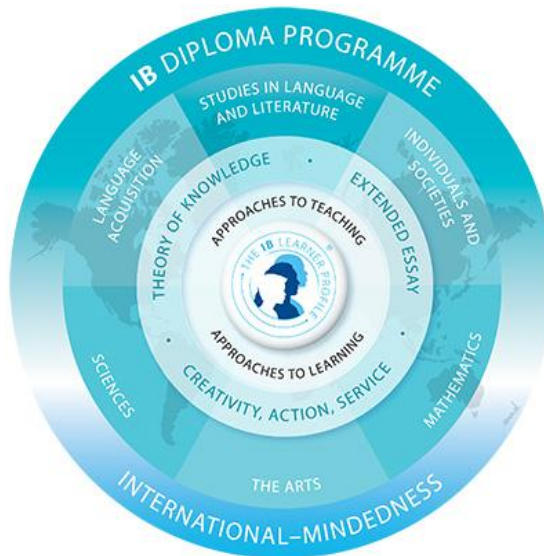 IB DIPLOMA PROGRAMME
STUDIES IN LANGUAGE
AND LITERATURE
LANGUAGE
ACQUISITION
INDIVIDUALS AND
SOCIETIES
THEORY OF KNOWLEDGE
EXTENDED ESSAY
APPROACHES TO TEACHING
THE IB LEARNER PROFILE
®
APPROACHES TO LEARNING
CREATIVITY, ACTION, SERVICE
SCIENCES
MATHEMATICS
THE ARTS
INTERNATIONAL–MINDEDNESS